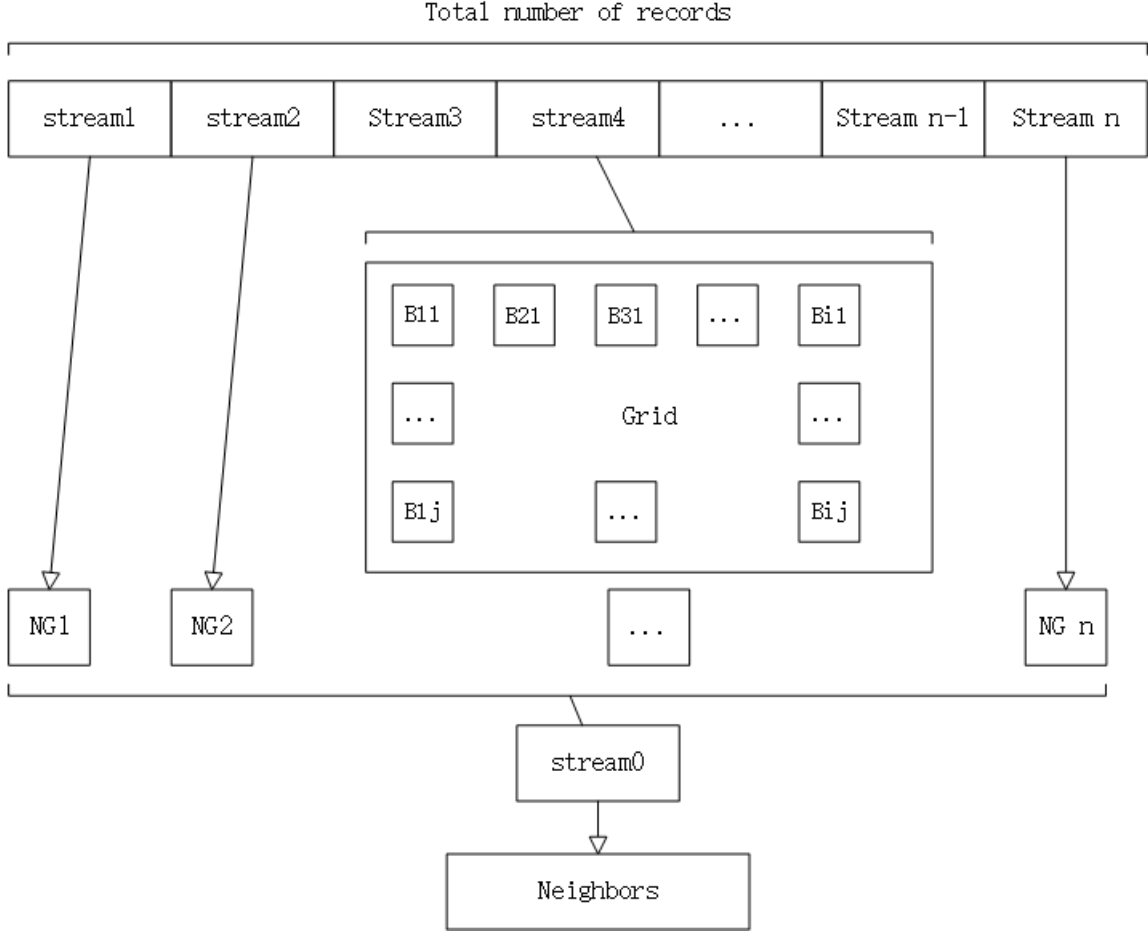 Total number of records
stream1 stream2 Stream3 stream4 ... Stream n-1 Stream n
B11 B21 B31 ... Bi1
... Grid ...
B1j ... Bij
NG1 NG2 ... NG n
stream0
Neighbors